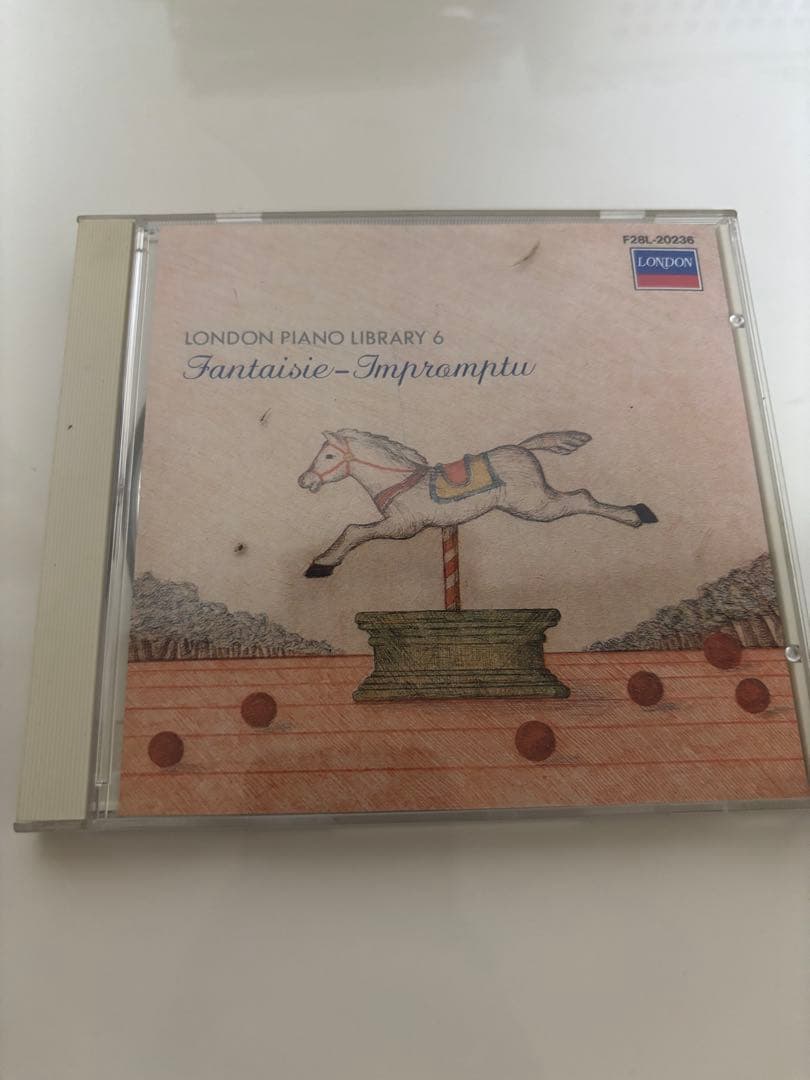 F28L-20236
LONDON
LONDON PIANO LIBRARY 6
Fantaisie-Impromptu